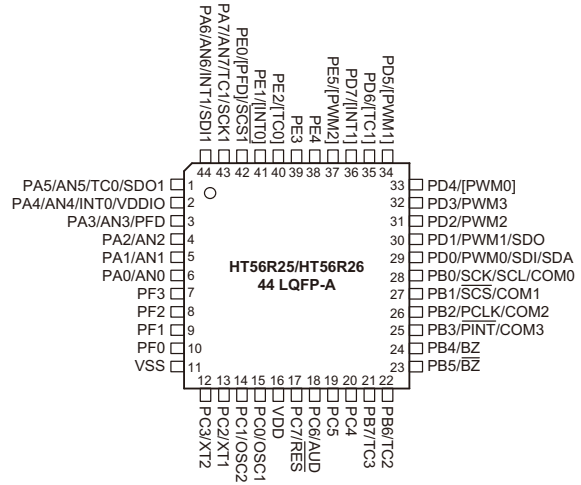 PA6/AN6/INT1/SDI1
PA7/AN7/TC1/SCK1
PE0/[PFD]/SCS1
PE1/[INT0]
PE2/[TC0]
PE3
PE4
PE5/[PWM2]
PD7/[INT1]
PD6/[TC1]
PD5/[PWM1]
44 43 42 41 40 39 38 37 36 35 34
PA5/AN5/TC0/SDO1 1
PA4/AN4/INT0/VDDIO 2
PA3/AN3/PFD 3
PA2/AN2 4
PA1/AN1 5
PA0/AN0 6
PF3 7
PF2 8
PF1 9
PF0 10
VSS 11
HT56R25/HT56R26
44 LQFP-A
33 PD4/[PWM0]
32 PD3/PWM3
31 PD2/PWM2
30 PD1/PWM1/SDO
29 PD0/PWM0/SDI/SDA
28 PB0/SCK/SCL/COM0
27 PB1/SCS/COM1
26 PB2/PCLK/COM2
25 PB3/PINT/COM3
24 PB4/BZ
23 PB5/BZ
12 13 14 15 16 17 18 19 20 21 22
PC3/XT2
PC2/XT1
PC1/OSC2
PC0/OSC1
VDD
PC7/RES
PC6/AUD
PC5
PC4
PB7/TC3
PB6/TC2